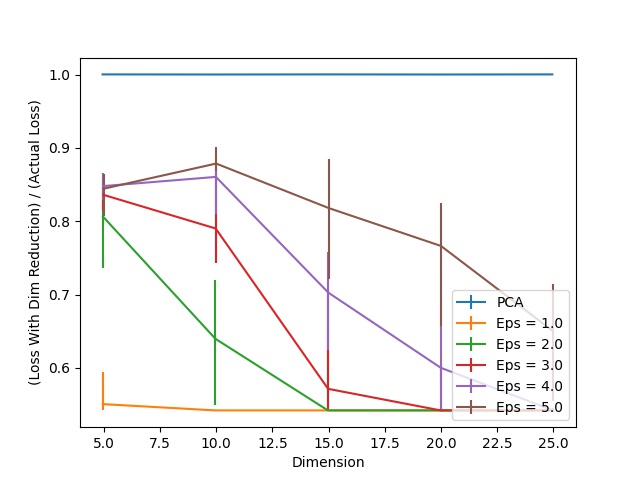 1.0
0.9
0.8
0.7
0.6
(Loss With Dim Reduction) / (Actual Loss)
PCA
Eps = 1.0
Eps = 2.0
Eps = 3.0
Eps = 4.0
Eps = 5.0
5.0 7.5 10.0 12.5 15.0 17.5 20.0 22.5 25.0
Dimension